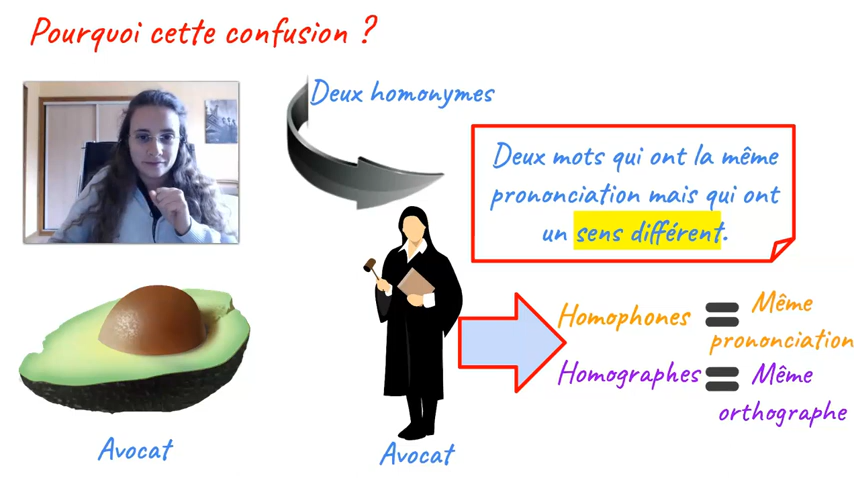 Pourquoi cette confusion ?
Deux homonymes
Deux mots qui ont la même
prononciation mais qui ont
un sens différent.
Homophones = Même
prononciation
Homographes = Même
orthographe
Avocat
Avocat